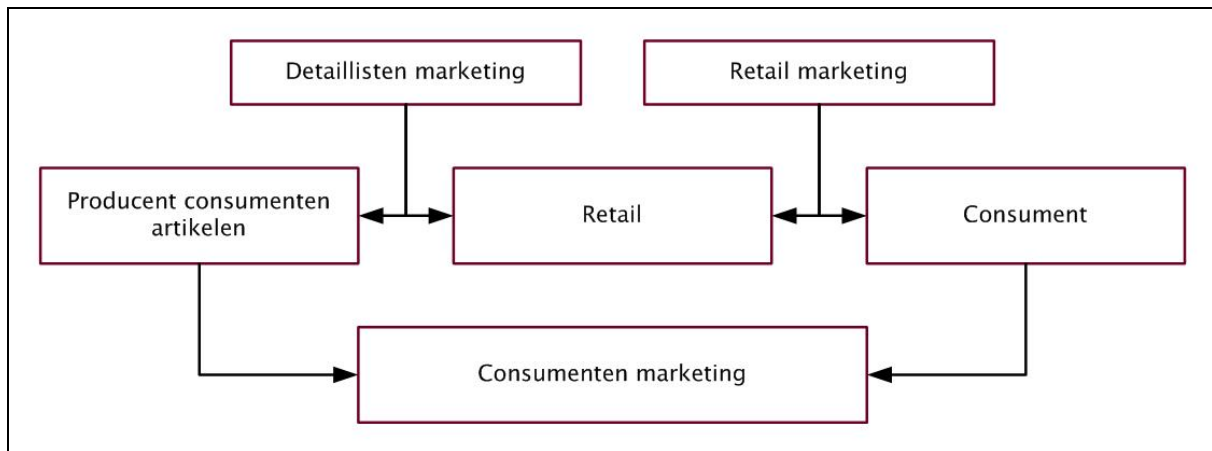 Detaillisten marketing
Retail marketing
Producent consumenten
artikelen
Retail
Consument
Consumenten marketing